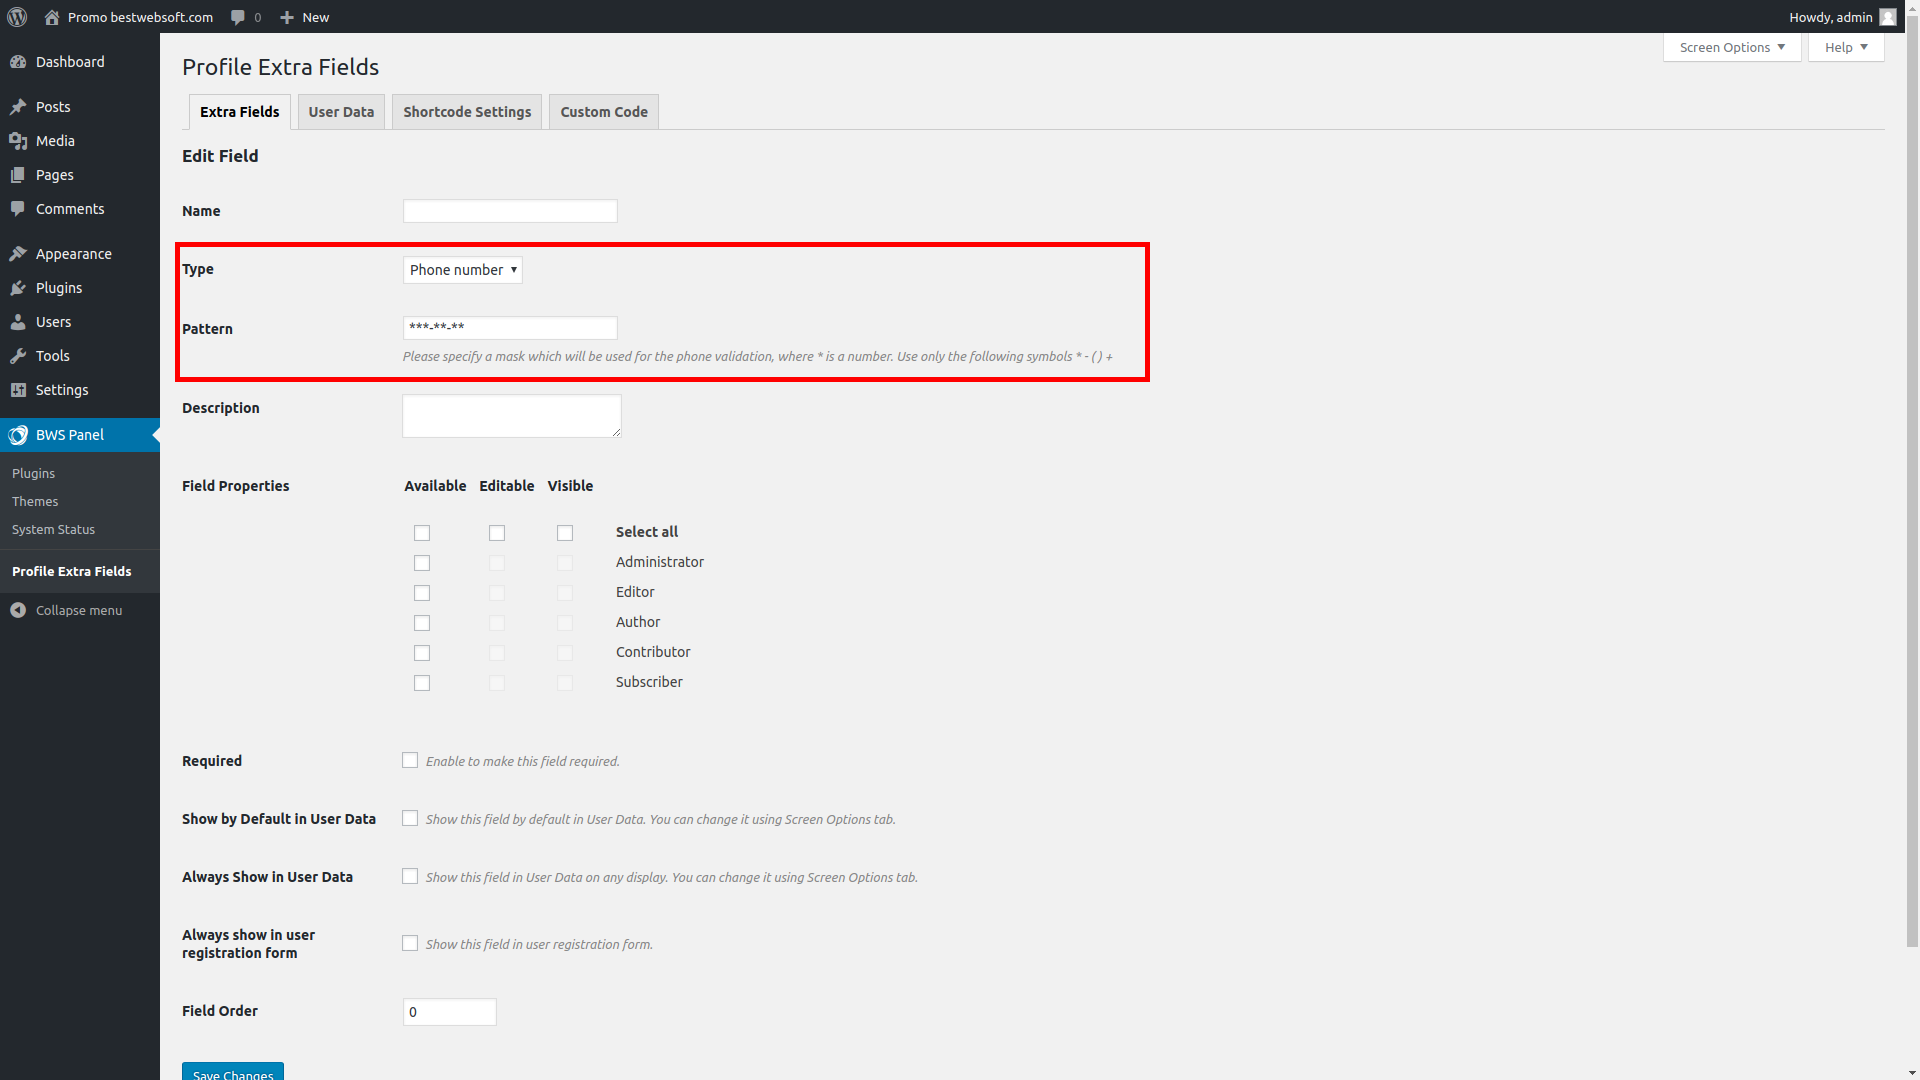 Promo bestwebsoft.com 0 New Howdy, admin
Screen Options Help
Dashboard
Posts
Media
Pages
Comments
Appearance
Plugins
Users
Tools
Settings
BWS Panel
Plugins
Themes
System Status
Profile Extra Fields
Collapse menu
Profile Extra Fields
Extra Fields User Data Shortcode Settings Custom Code
Edit Field
Name
Type Phone number
Pattern ***-**-**
Please specify a mask which will be used for the phone validation, where * is a number. Use only the following symbols * - ( ) +
Description
Field Properties Available Editable Visible
Select all
Administrator
Editor
Author
Contributor
Subscriber
Required Enable to make this field required.
Show by Default in User Data Show this field by default in User Data. You can change it using Screen Options tab.
Always Show in User Data Show this field in User Data on any display. You can change it using Screen Options tab.
Always show in user
registration form Show this field in user registration form.
Field Order 0
Save Changes